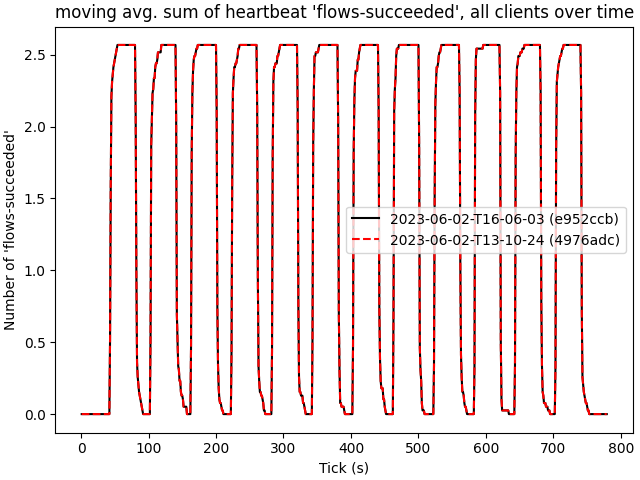 moving avg. sum of heartbeat 'flows-succeeded', all clients over time
Number of 'flows-succeeded'
2.5
2.0
1.5
1.0
0.5
0.0
2023-06-02-T16-06-03 (e952ccb)
2023-06-02-T13-10-24 (4976adc)
0 100 200 300 400 500 600 700 800
Tick (s)